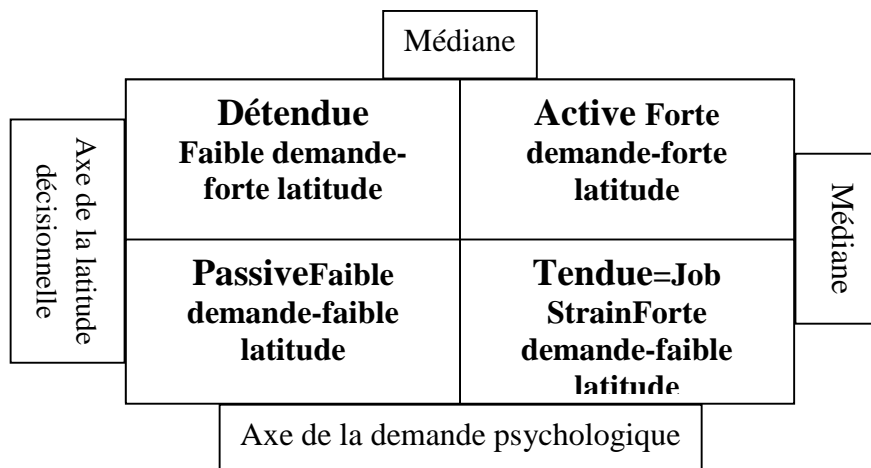 Médiane
Axe de la latitude
décisionnelle
Détendue
Faible demande-
forte latitude
Active Forte
demande-forte
latitude
Médiane
PassiveFaible
demande-faible
latitude
Tendue=Job
StrainForte
demande-faible
latitude
Axe de la demande psychologique